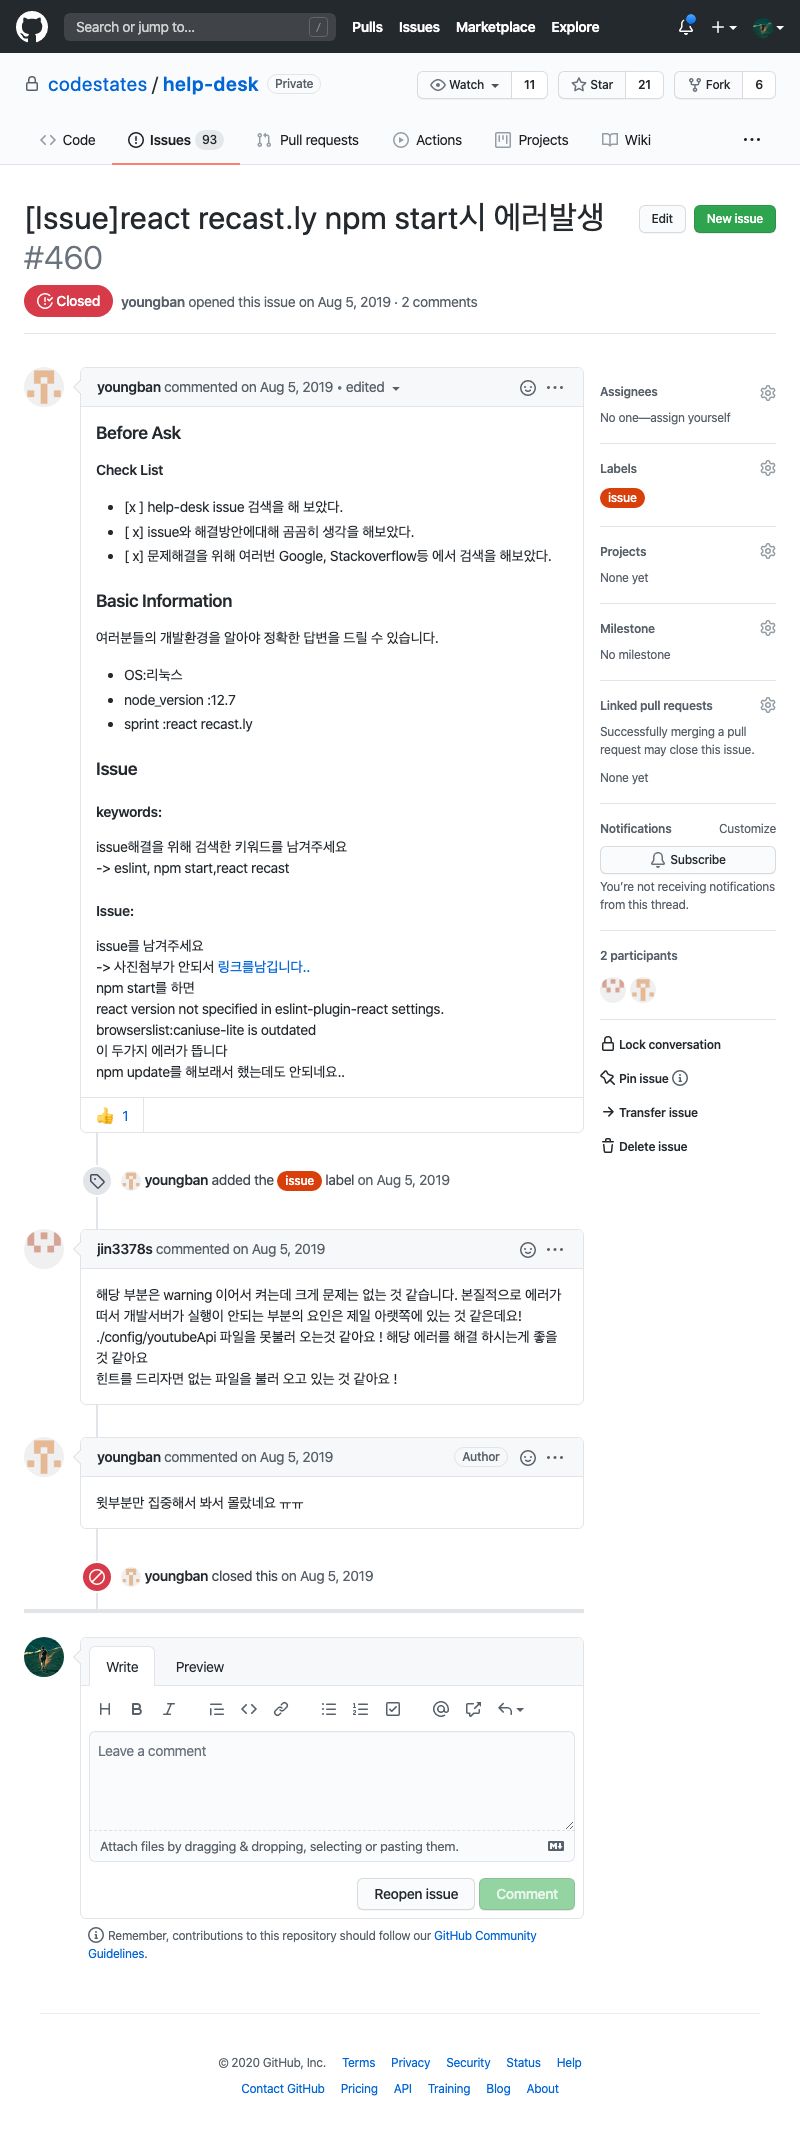 Search or jump to... /
Pulls Issues Marketplace Explore
codestates / help-desk Private
Watch 11 Star 21 Fork 6
Code Issues 93 Pull requests Actions Projects Wiki
[Issue]react recast.ly npm start시 에러발생
#460
Edit New issue
Closed youngban opened this issue on Aug 5, 2019 · 2 comments
youngban commented on Aug 5, 2019 • edited
Before Ask
Check List
• [x ] help-desk issue 검색을 해 보았다.
• [ x] issue와 해결방안에대해 곰곰히 생각을 해보았다.
• [ x] 문제해결을 위해 여러번 Google, Stackoverflow등 에서 검색을 해보았다.
Basic Information
여러분들의 개발환경을 알아야 정확한 답변을 드릴 수 있습니다.
• OS:리눅스
• node_version :12.7
• sprint :react recast.ly
Issue
keywords:
issue해결을 위해 검색한 키워드를 남겨주세요
-> eslint, npm start,react recast
Issue:
issue를 남겨주세요
-> 사진첨부가 안되서 링크를남깁니다..
npm start를 하면
react version not specified in eslint-plugin-react settings.
browserslist:caniuse-lite is outdated
이 두가지 에러가 뜹니다
npm update를 해보래서 했는데도 안되네요..
👍 1
youngban added the issue label on Aug 5, 2019
jin3378s commented on Aug 5, 2019
해당 부분은 warning 이어서 켜는데 크게 문제는 없는 것 같습니다. 본질적으로 에러가
떠서 개발서버가 실행이 안되는 부분의 요인은 제일 아랫쪽에 있는 것 같은데요!
./config/youtubeApi 파일을 못불러 오는것 같아요 ! 해당 에러를 해결 하시는게 좋을
것 같아요
힌트를 드리자면 없는 파일을 불러 오고 있는 것 같아요 !
youngban commented on Aug 5, 2019 Author
윗부분만 집중해서 봐서 몰랐네요 ㅠㅠ
youngban closed this on Aug 5, 2019
Assignees
No one—assign yourself
Labels
issue
Projects
None yet
Milestone
No milestone
Linked pull requests
Successfully merging a pull
request may close this issue.
None yet
Notifications Customize
Subscribe
You're not receiving notifications
from this thread.
2 participants
Lock conversation
Pin issue
Transfer issue
Delete issue
Write Preview
Leave a comment
Attach files by dragging & dropping, selecting or pasting them.
Reopen issue Comment
Remember, contributions to this repository should follow our GitHub Community
Guidelines.
© 2020 GitHub, Inc. Terms Privacy Security Status Help
Contact GitHub Pricing API Training Blog About